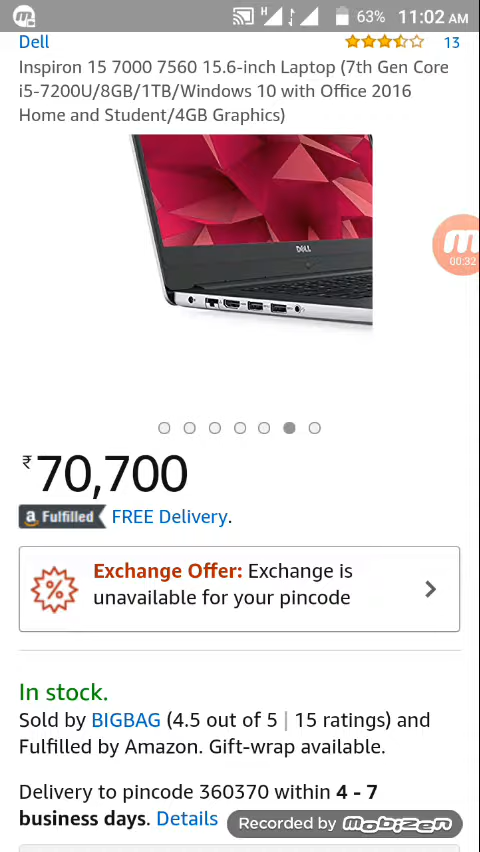 H 63% 11:02 AM
Dell 13
Inspiron 15 7000 7560 15.6-inch Laptop (7th Gen Core
i5-7200U/8GB/1TB/Windows 10 with Office 2016
Home and Student/4GB Graphics)
DELL
m
00:32
₹70,700
a Fulfilled FREE Delivery.
Exchange Offer: Exchange is
unavailable for your pincode
In stock.
Sold by BIGBAG (4.5 out of 5 | 15 ratings) and
Fulfilled by Amazon. Gift-wrap available.
Delivery to pincode 360370 within 4 - 7
business days. Details
Recorded by mobizen